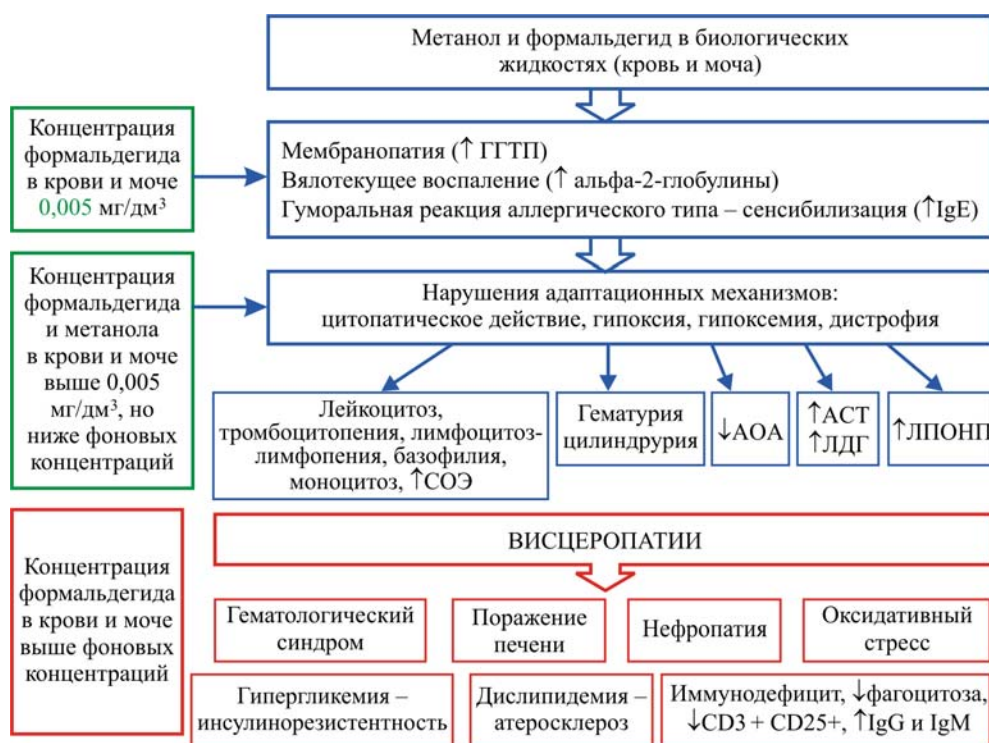 Метанол и формальдегид в биологических
жидкостях (кровь и моча)
Концентрация
формальдегида
в крови и моче
0,005 мг/дм³
Мембранопатия (↑ ГГТП)
Вялотекущее воспаление (↑ альфа-2-глобулины)
Гуморальная реакция аллергического типа – сенсибилизация (↑IgE)
Концентрация
формальдегида
и метанола
в крови и моче
выше 0,005
мг/дм³, но
ниже фоновых
концентраций
Нарушения адаптационных механизмов:
цитопатическое действие, гипоксия, гипоксемия, дистрофия
Лейкоцитоз,
тромбоцитопения, лимфоцитоз-
лимфопения, базофилия,
моноцитоз, ↑СОЭ
Гематурия
цилиндрурия
↓АОА
↑АСТ
↑ЛДГ
↑ЛПОНП
Концентрация
формальдегида
в крови и моче
выше фоновых
концентраций
ВИСЦЕРОПАТИИ
Гематологический
синдром
Поражение
печени
Нефропатия
Оксидативный
стресс
Гипергликемия –
инсулинорезистентность
Дислипидемия –
атеросклероз
Иммунодефицит, ↓фагоцитоза,
↓CD3 + CD25+, ↑IgG и IgM